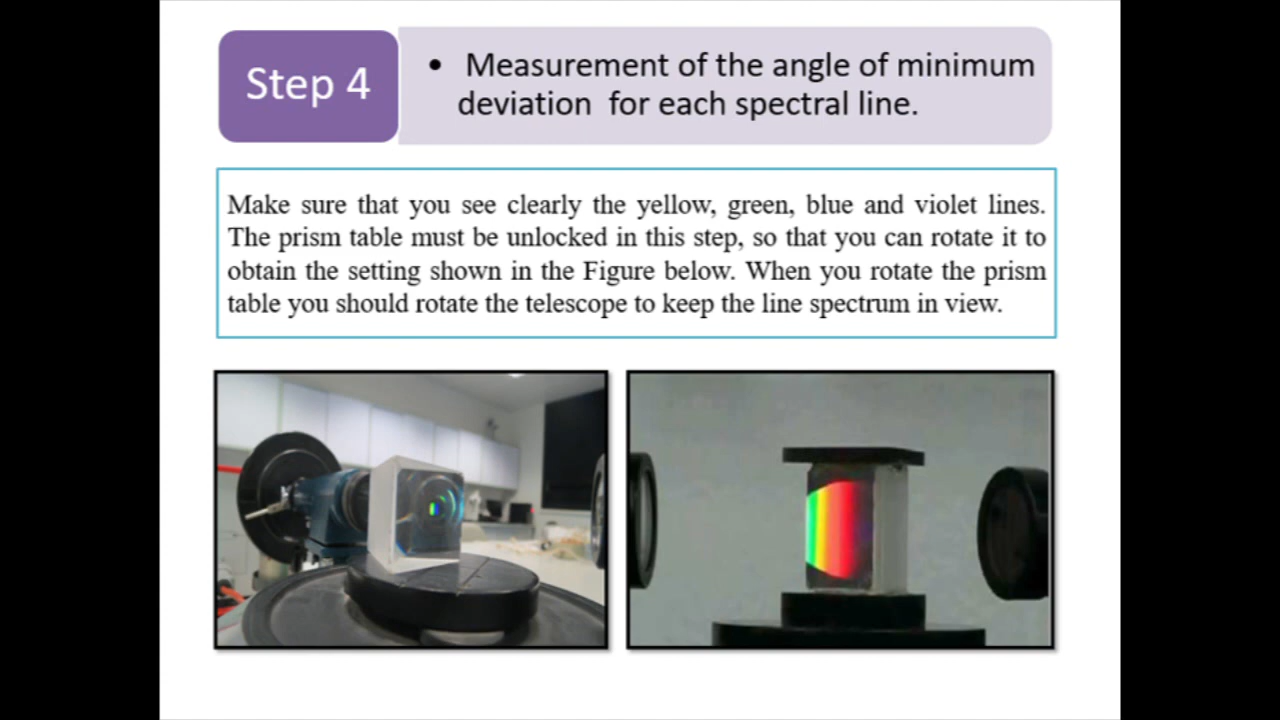 Step 4
• Measurement of the angle of minimum
deviation for each spectral line.
Make sure that you see clearly the yellow, green, blue and violet lines.
The prism table must be unlocked in this step, so that you can rotate it to
obtain the setting shown in the Figure below. When you rotate the prism
table you should rotate the telescope to keep the line spectrum in view.